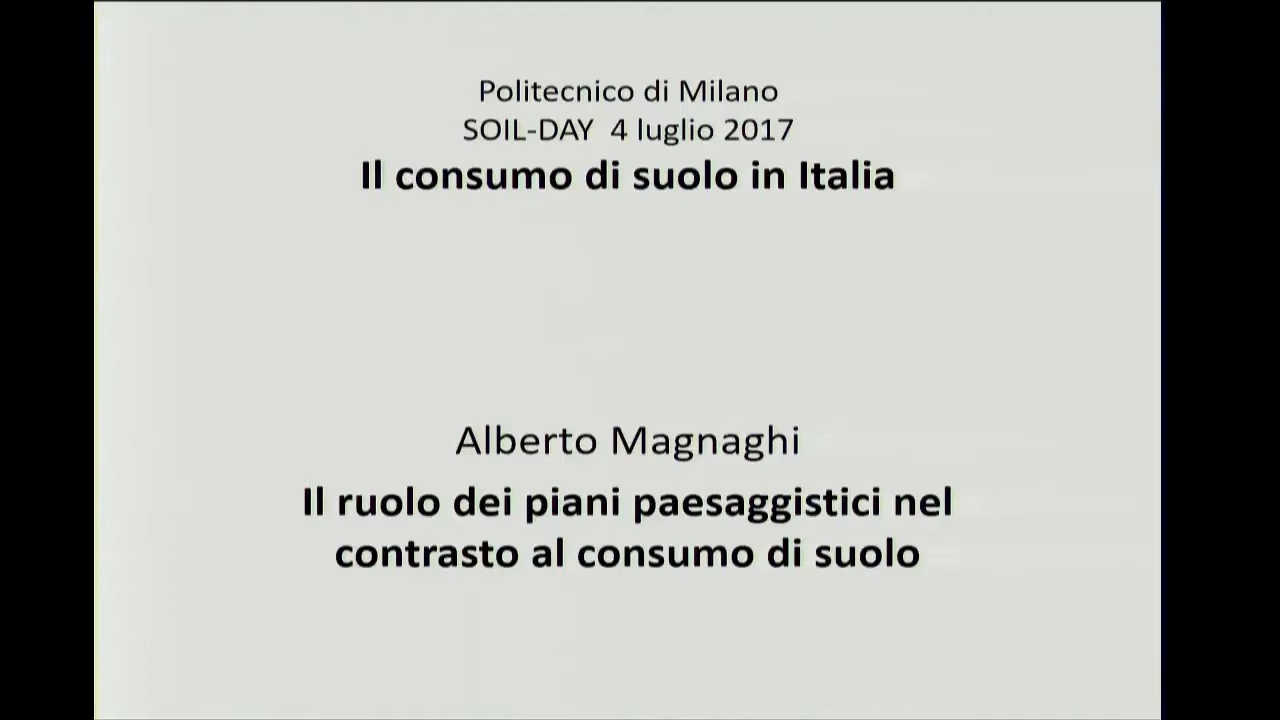 Politecnico di Milano
SOIL-DAY 4 luglio 2017
Il consumo di suolo in Italia
Alberto Magnaghi
Il ruolo dei piani paesaggistici nel
contrasto al consumo di suolo